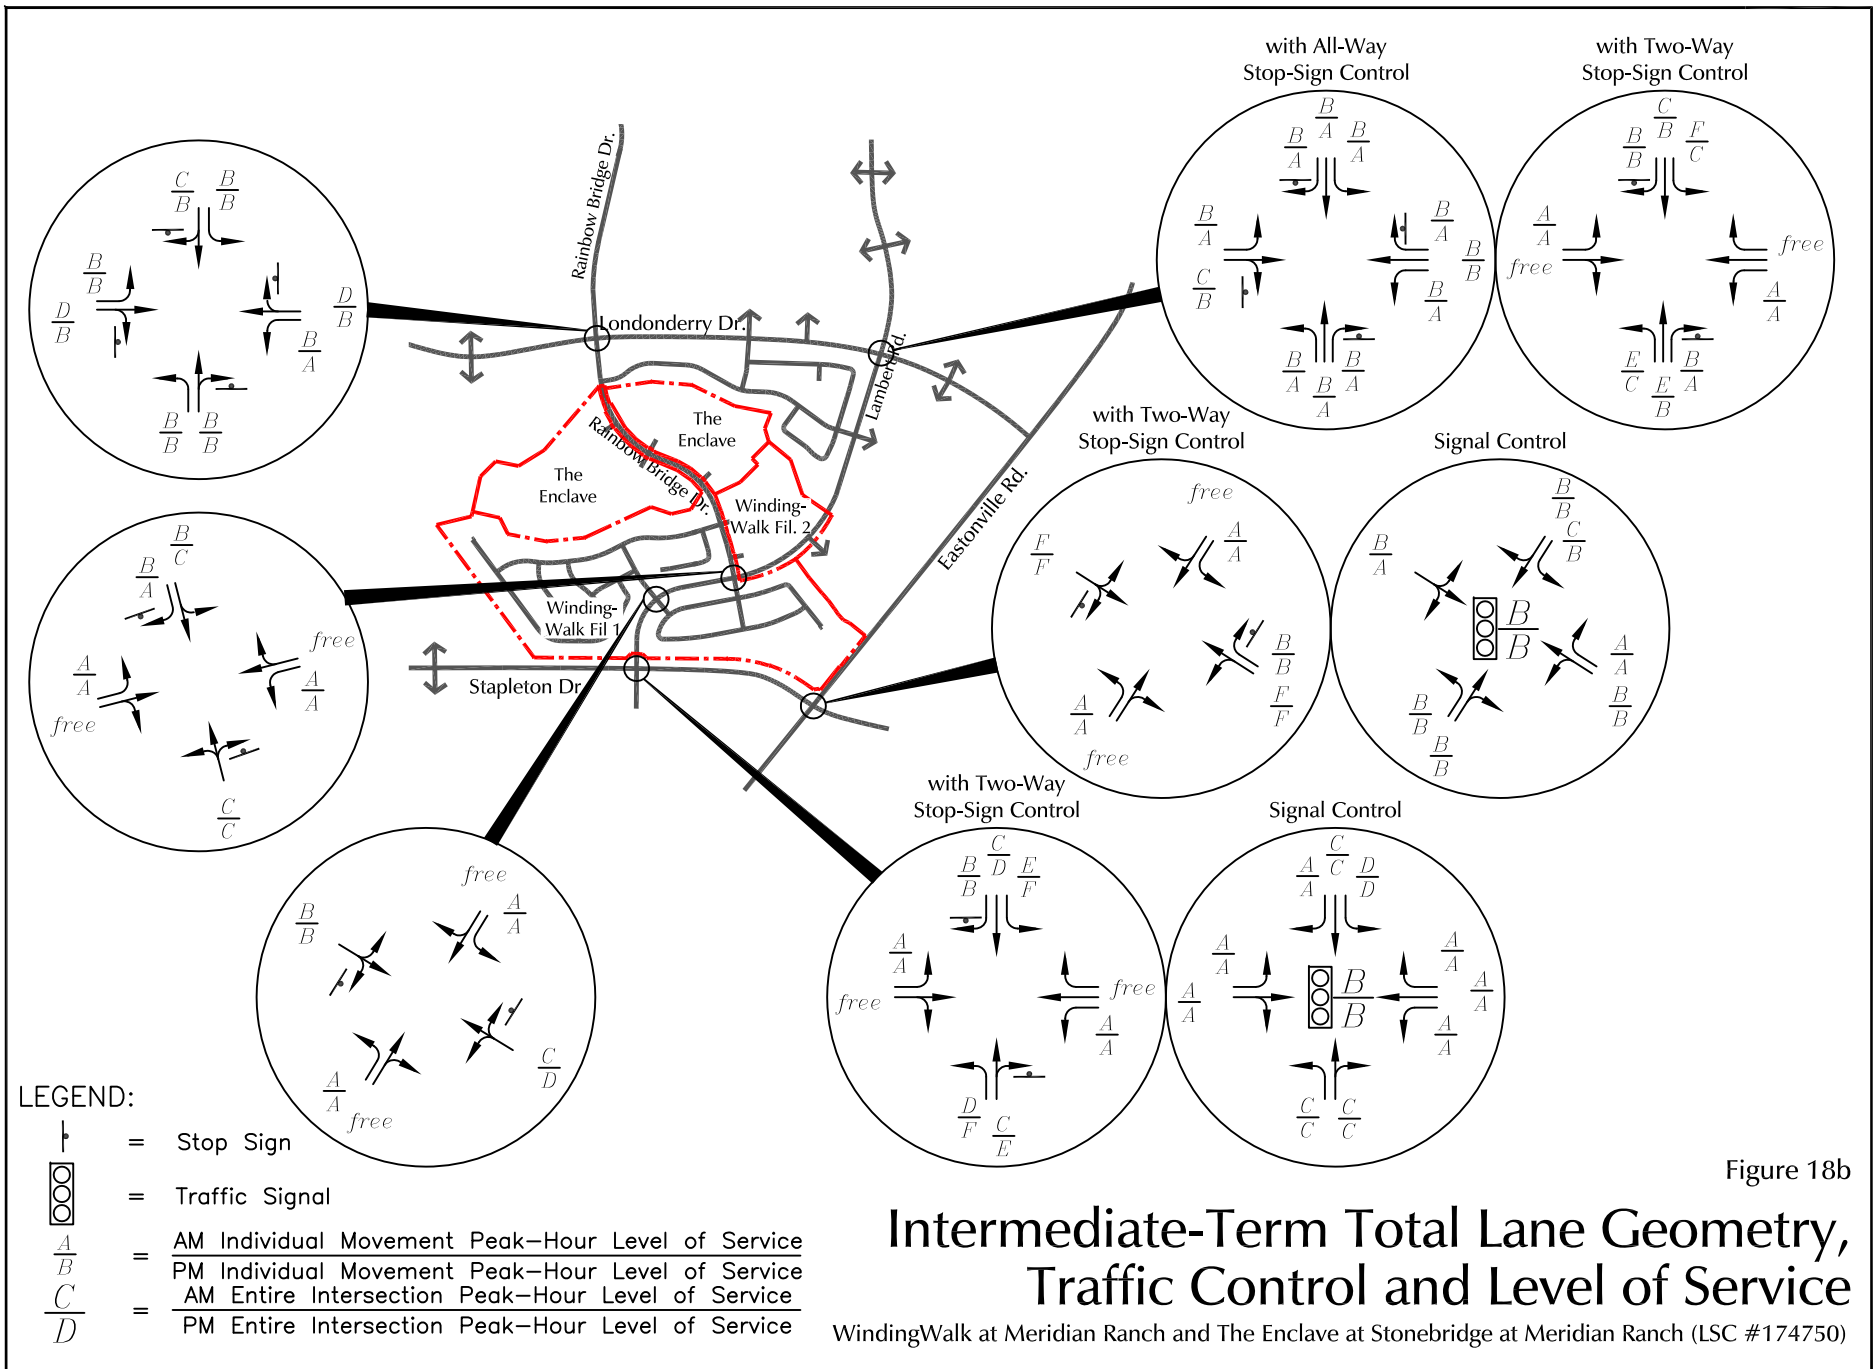 with All-Way
Stop-Sign Control
with Two-Way
Stop-Sign Control
B
A
B
A
B
A
B
A
C
B
B
A
B
B
B
A
B
A
B
A
B
A
C
B
B
B
F
C
A
A
free
free
A
A
E
C
E
B
B
A
C
B
B
B
B
B
D
B
D
B
B
A
B
B
B
B
Rainbow Bridge Dr.
Londonderry Dr.
Lambert Rd.
Eastonville Rd.
The
Enclave
The
Enclave
Rainbow Bridge Dr.
Winding-
Walk Fil. 2
Winding-
Walk Fil 1
Stapleton Dr
with Two-Way
Stop-Sign Control
Signal Control
free
A
A
F
F
B
B
F
F
A
A
free
B
B
C
B
B
A
B
B
A
A
B
B
B
B
B
B
B
C
B
A
free
A
A
A
A
free
C
C
free
A
A
B
B
C
D
A
A
free
with Two-Way
Stop-Sign Control
Signal Control
C
D
B
B
E
F
A
A
free
free
A
A
D
F
C
E
C
C
A
A
D
D
A
A
A
A
B
B
A
A
A
A
A
A
C
C
C
C
LEGEND:
= Stop Sign
= Traffic Signal
A
B
=
AM Individual Movement Peak-Hour Level of Service
PM Individual Movement Peak-Hour Level of Service
C
D
=
AM Entire Intersection Peak-Hour Level of Service
PM Entire Intersection Peak-Hour Level of Service
Figure 18b
Intermediate-Term Total Lane Geometry,
Traffic Control and Level of Service
WindingWalk at Meridian Ranch and The Enclave at Stonebridge at Meridian Ranch (LSC #174750)